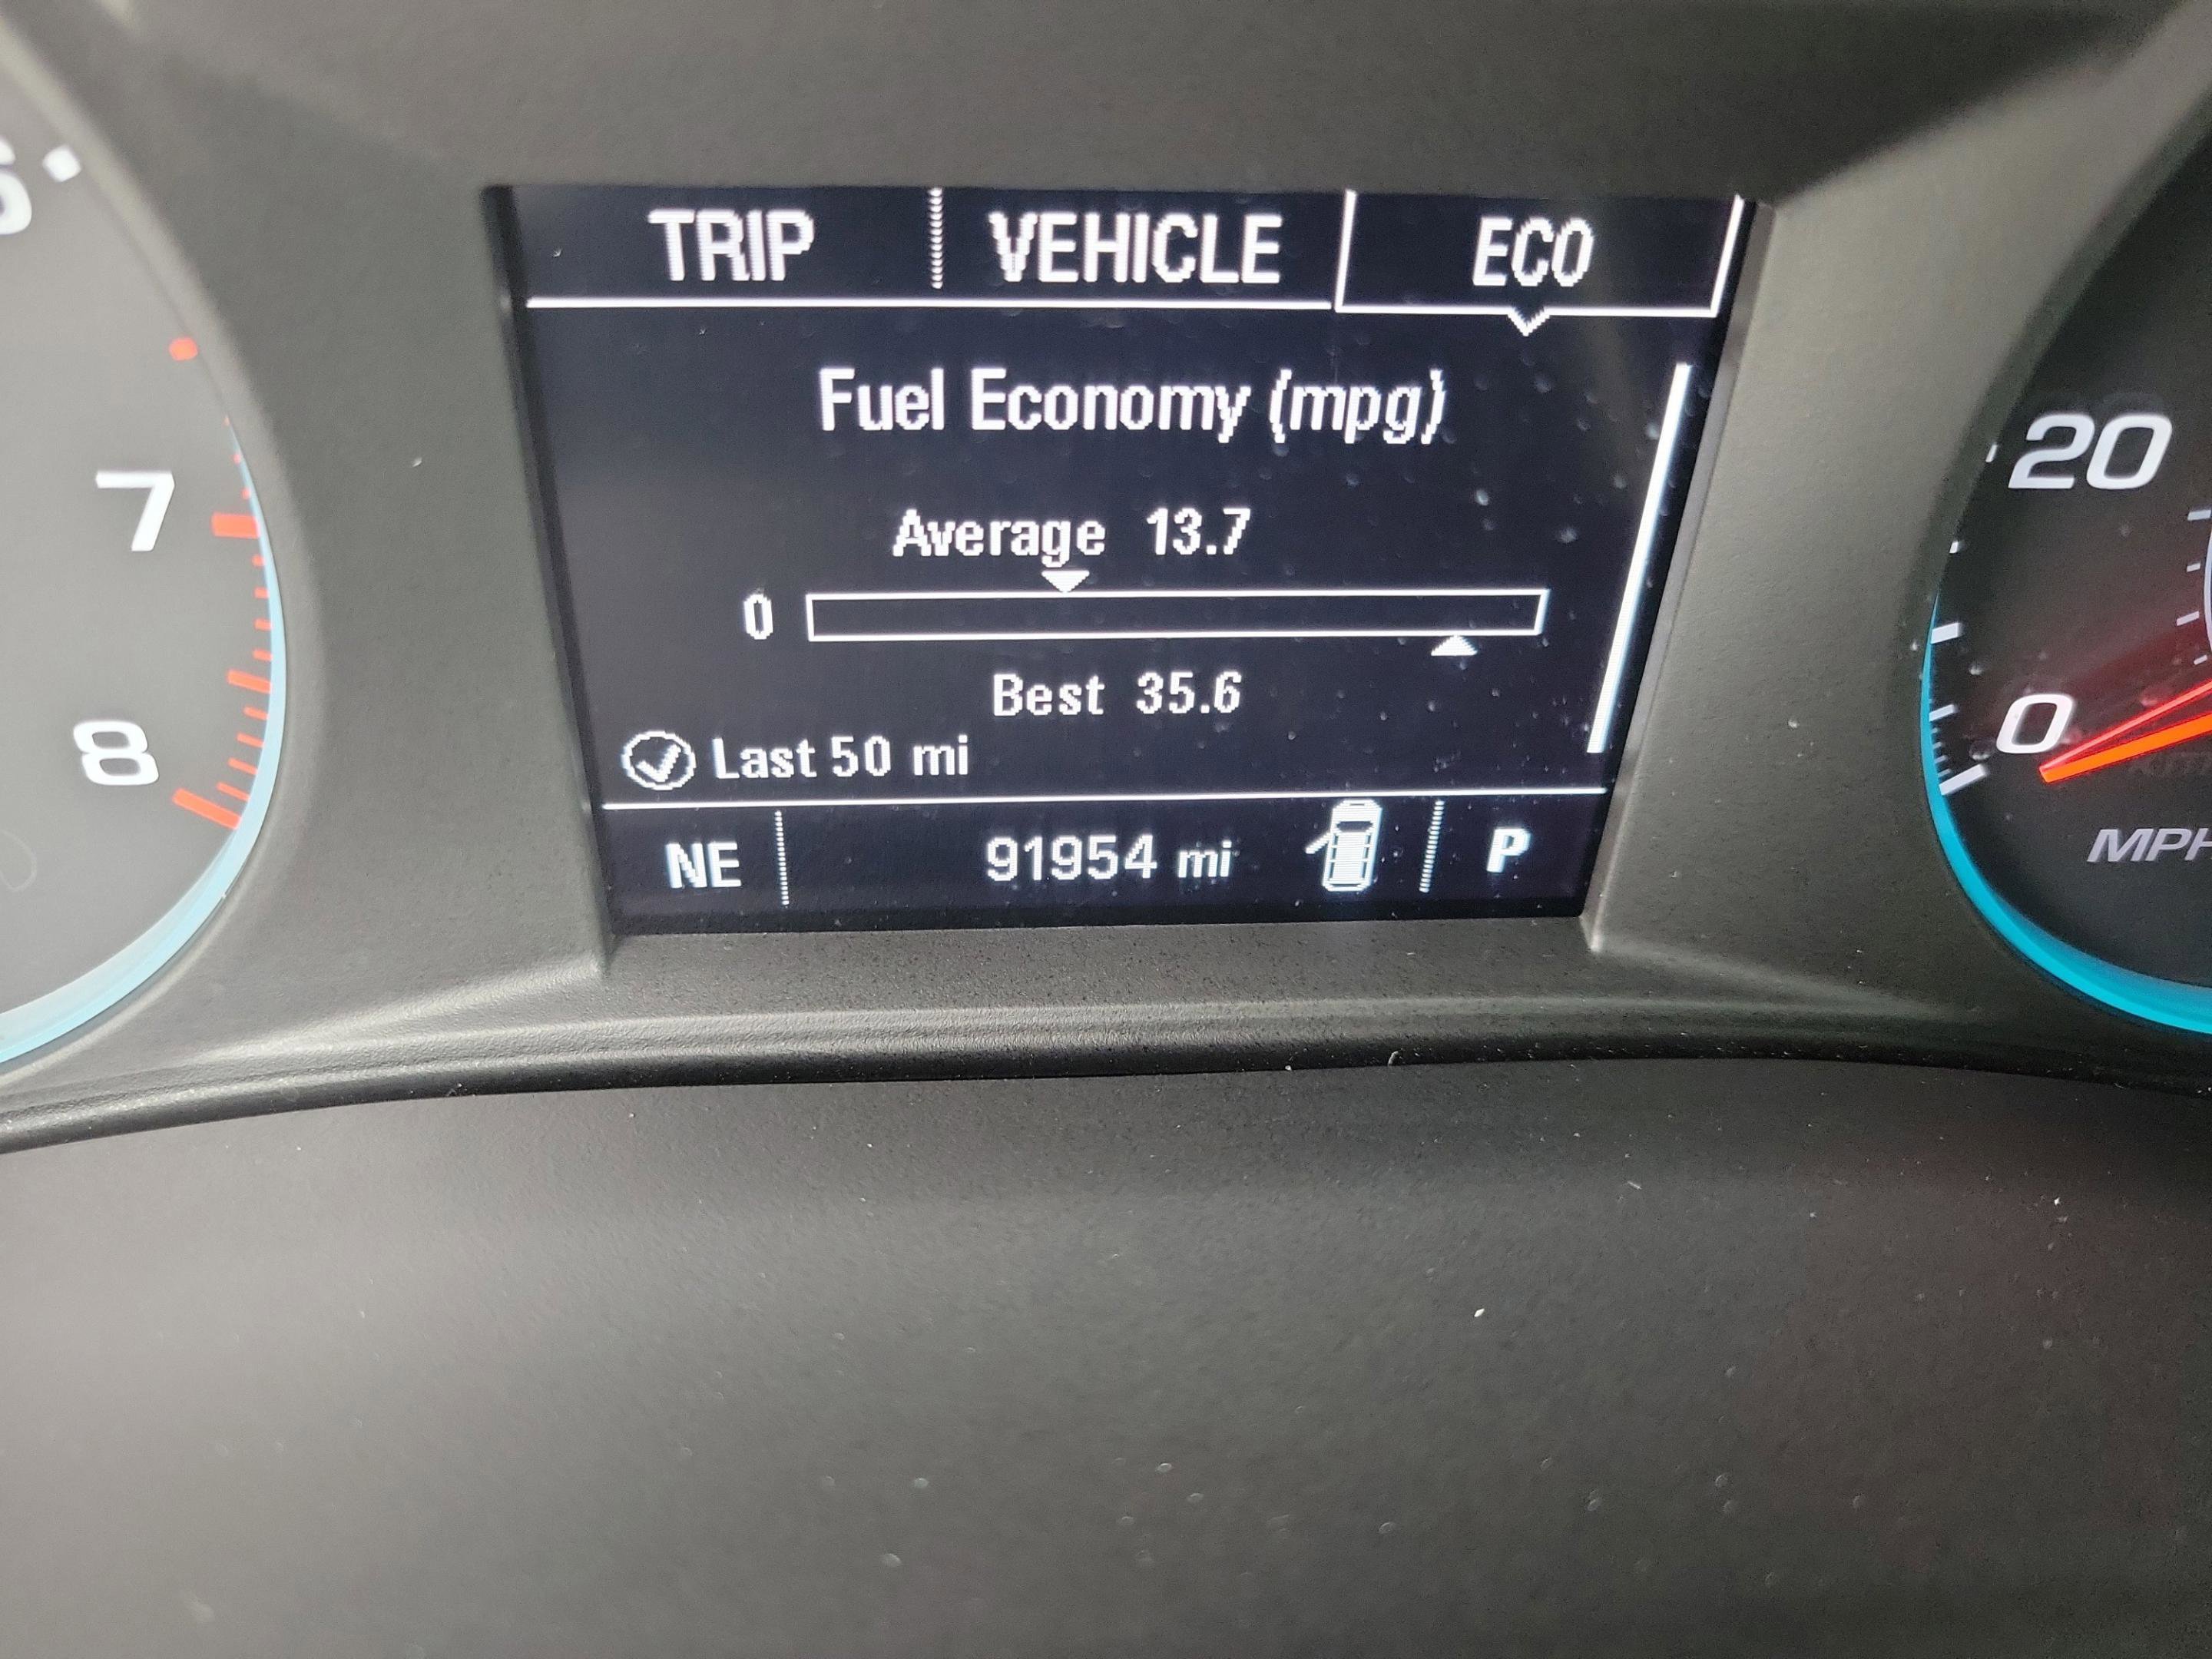 TRIP VEHICLE ECO
Fuel Economy (mpg)
Average 13.7
0
Best 35.6
Last 50 mi
NE 91954 mi P
6
7
8
20
0
MPH